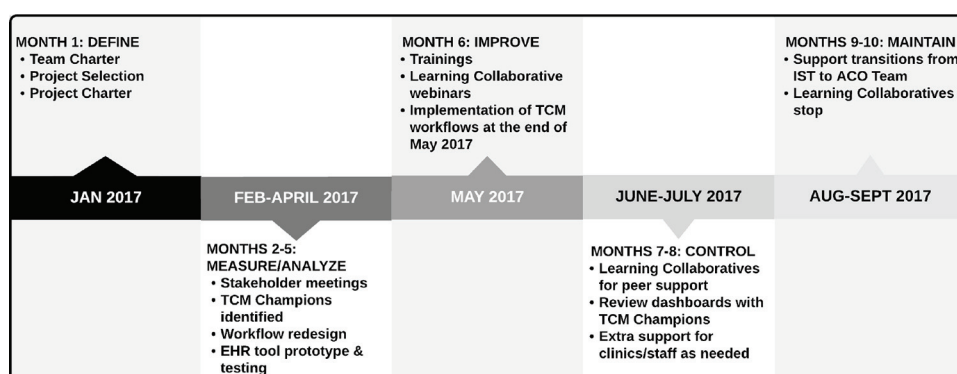 MONTH 1: DEFINE
• Team Charter
• Project Selection
• Project Charter
MONTH 6: IMPROVE
• Trainings
• Learning Collaborative
webinars
• Implementation of TCM
workflows at the end of
May 2017
MONTHS 9-10: MAINTAIN
• Support transitions from
IST to ACO Team
• Learning Collaboratives
stop
JAN 2017
FEB-APRIL 2017
MAY 2017
JUNE-JULY 2017
AUG-SEPT 2017
MONTHS 2-5:
MEASURE/ANALYZE
• Stakeholder meetings
• TCM Champions
identified
• Workflow redesign
• EHR tool prototype &
testing
MONTHS 7-8: CONTROL
• Learning Collaboratives
for peer support
• Review dashboards with
TCM Champions
• Extra support for
clinics/staff as needed